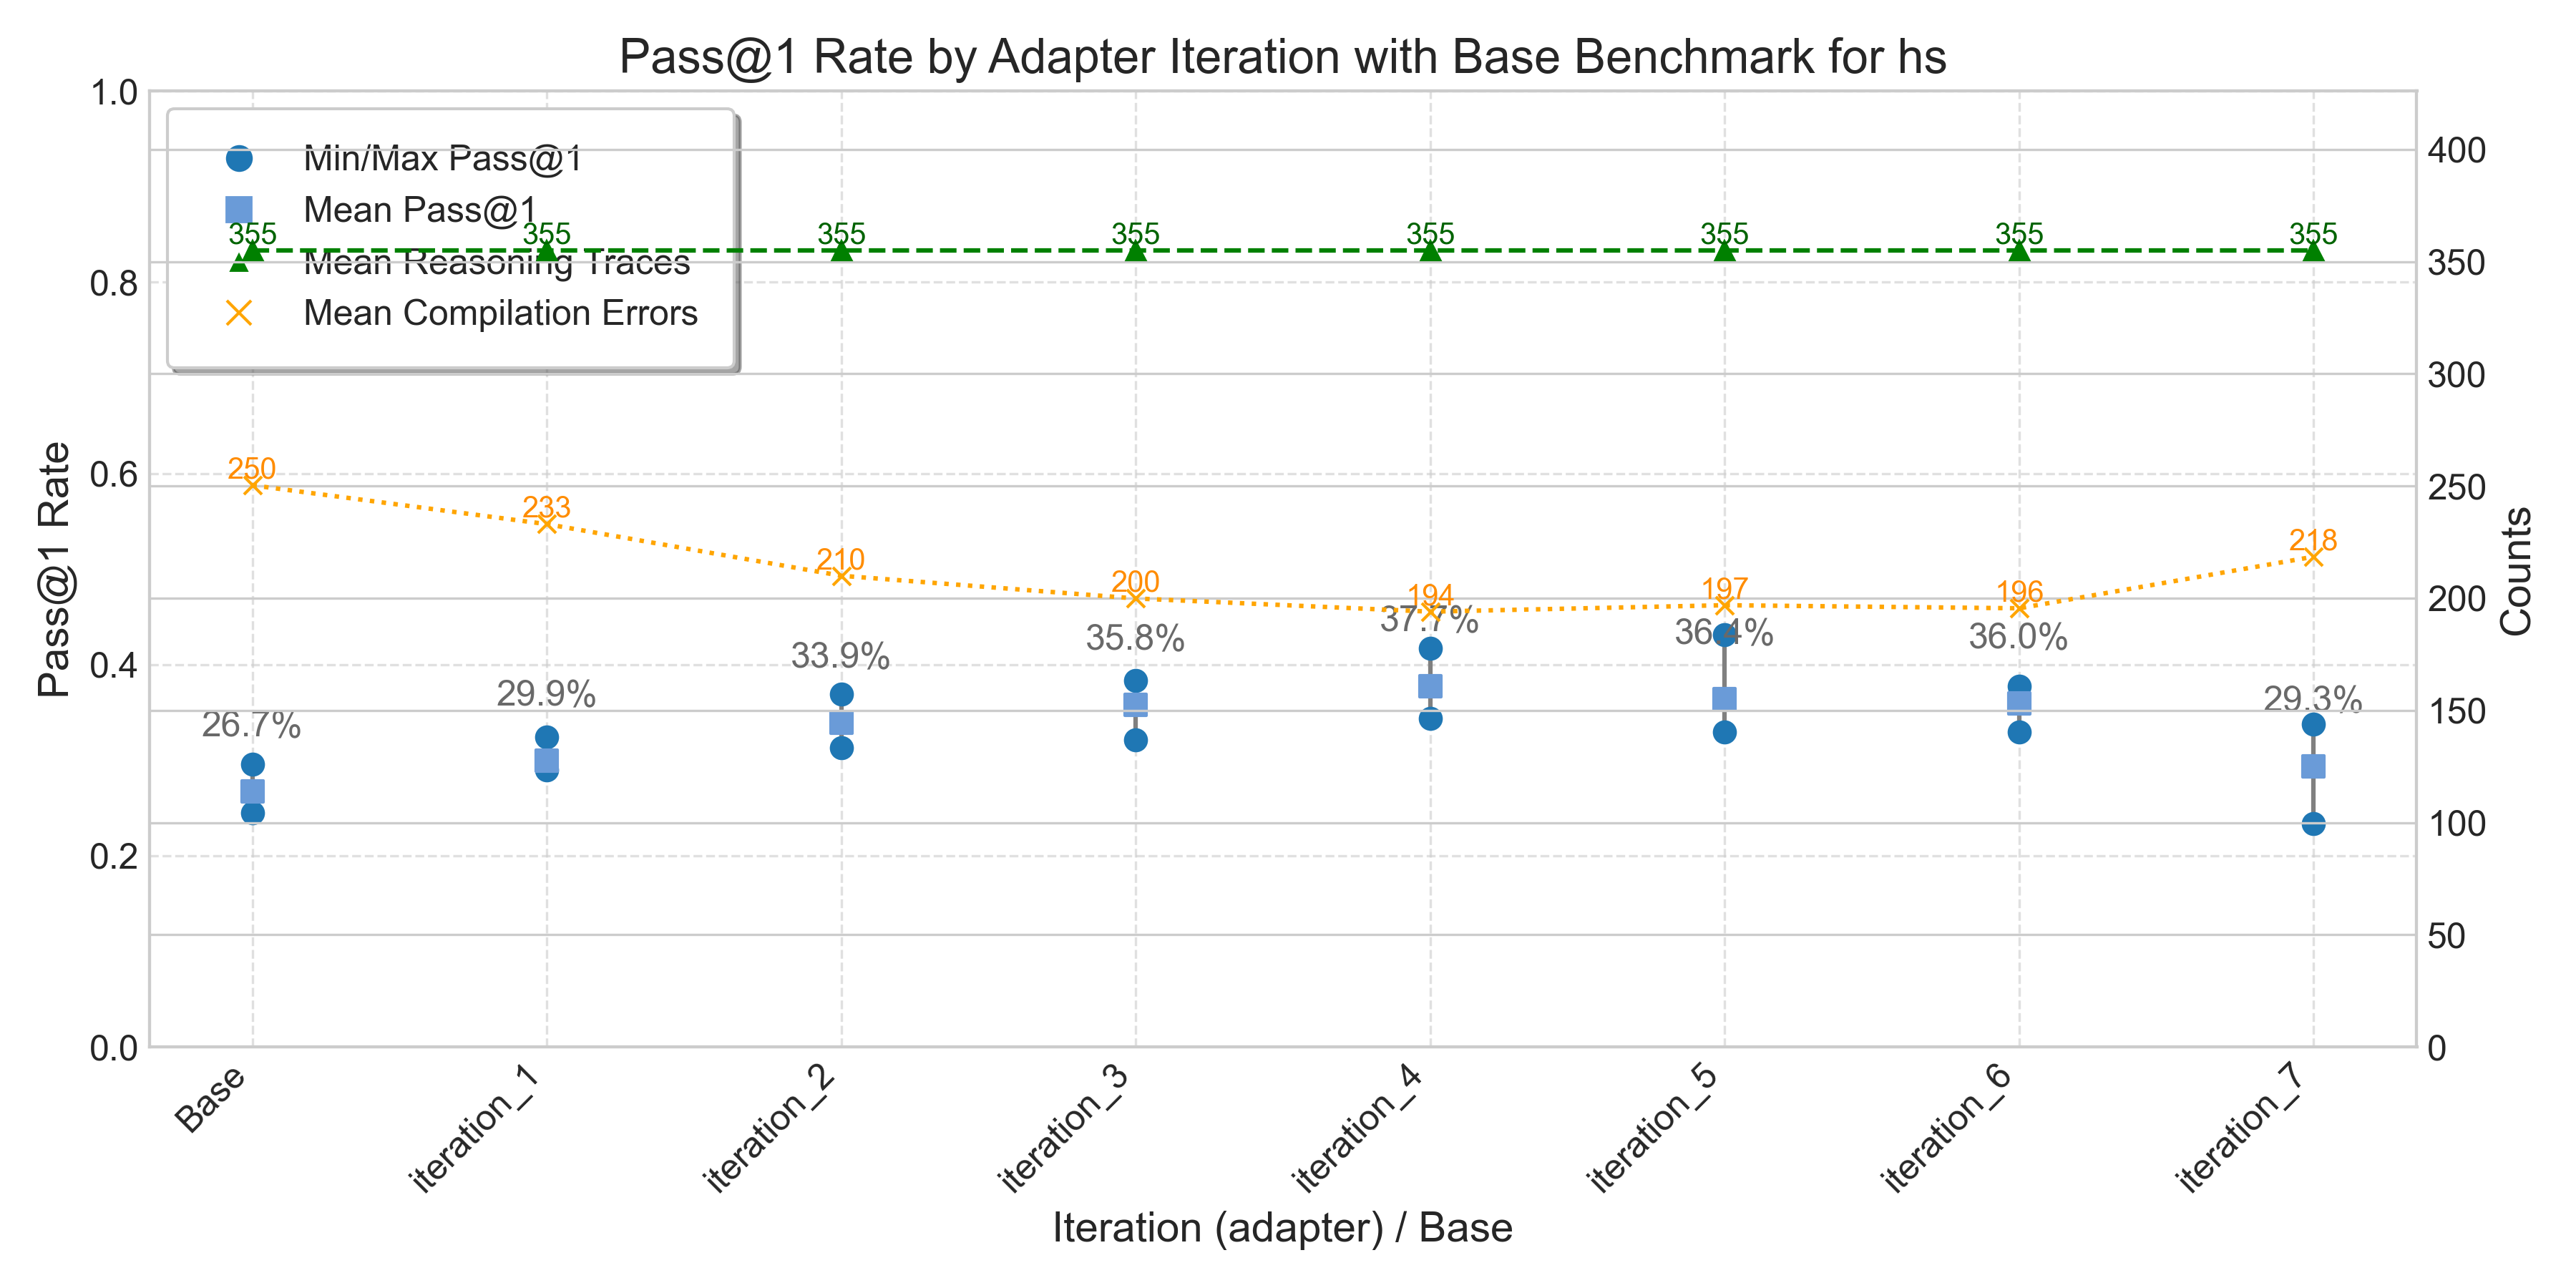 Pass@1 Rate by Adapter Iteration with Base Benchmark for hs
Pass@1 Rate
1.0
0.8
0.6
0.4
0.2
0.0
Min/Max Pass@1
Mean Pass@1
Mean Reasoning Traces
Mean Compilation Errors
355
355
355
355
355
355
355
355
250
233
210
200
194
197
196
218
26.7%
29.9%
33.9%
35.8%
37.7%
36.4%
36.0%
29.3%
400
350
300
250
200
150
100
50
0
Counts
Base
iteration_1
iteration_2
iteration_3
iteration_4
iteration_5
iteration_6
iteration_7
Iteration (adapter) / Base